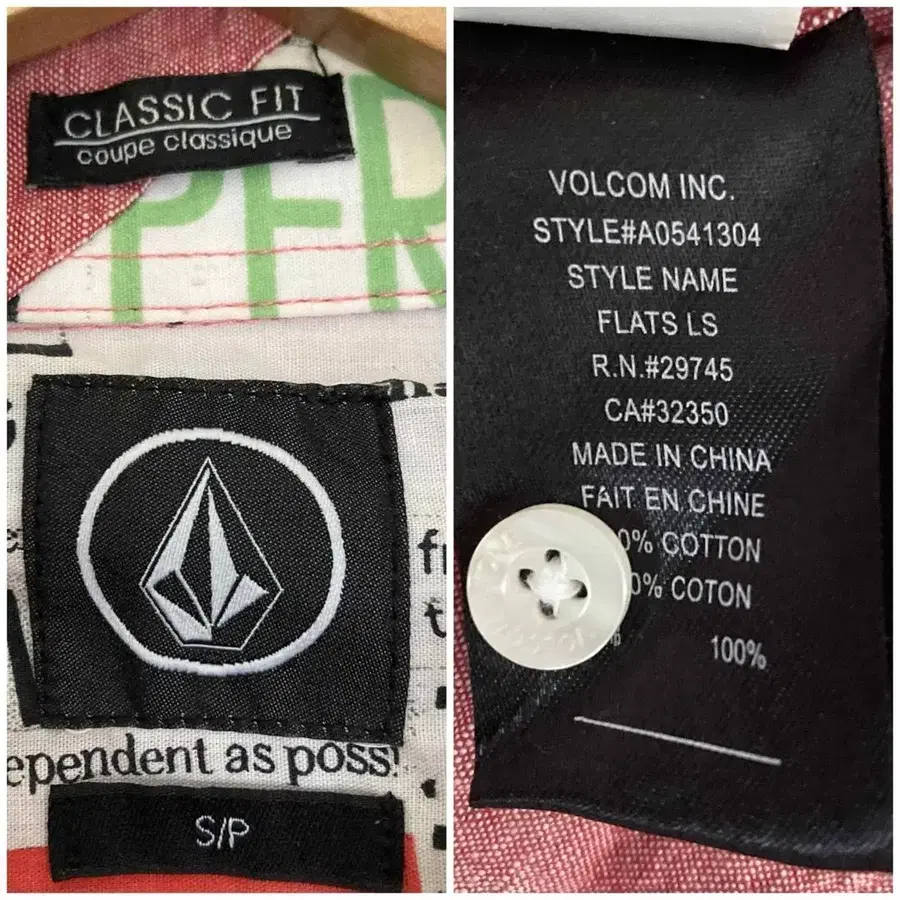 CLASSIC FIT
coupe classique
PFR
ependent as poss!
S/P
VOLCOM INC.
STYLE#A0541304
STYLE NAME
FLATS LS
R.N.#29745
CA#32350
MADE IN CHINA
FAIT EN CHINE
0% COTTON
0% COTON
100%